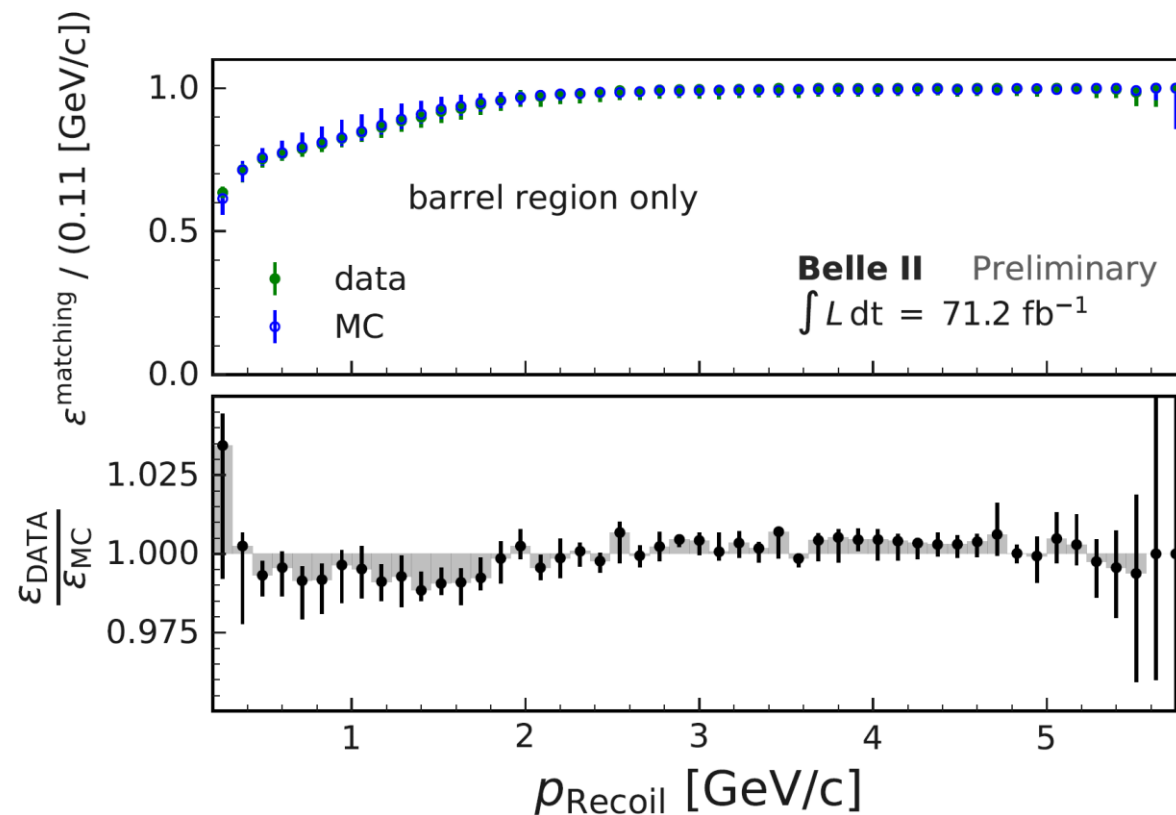 ε^matching / (0.11 [GeV/c])
1.0
0.5
0.0
barrel region only
data
MC
Belle II Preliminary
∫ L dt = 71.2 fb⁻¹
ε_DATA
ε_MC
1.025
1.000
0.975
1 2 3 4 5
p_Recoil [GeV/c]